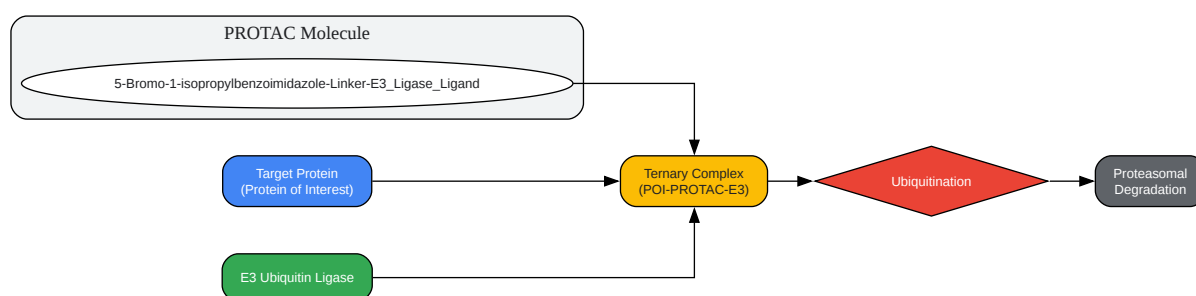 PROTAC Molecule
5-Bromo-1-isopropylbenzoimidazole-Linker-E3_Ligase_Ligand
Target Protein
(Protein of Interest)
Ternary Complex
(POI-PROTAC-E3)
Ubiquitination
Proteasomal
Degradation
E3 Ubiquitin Ligase